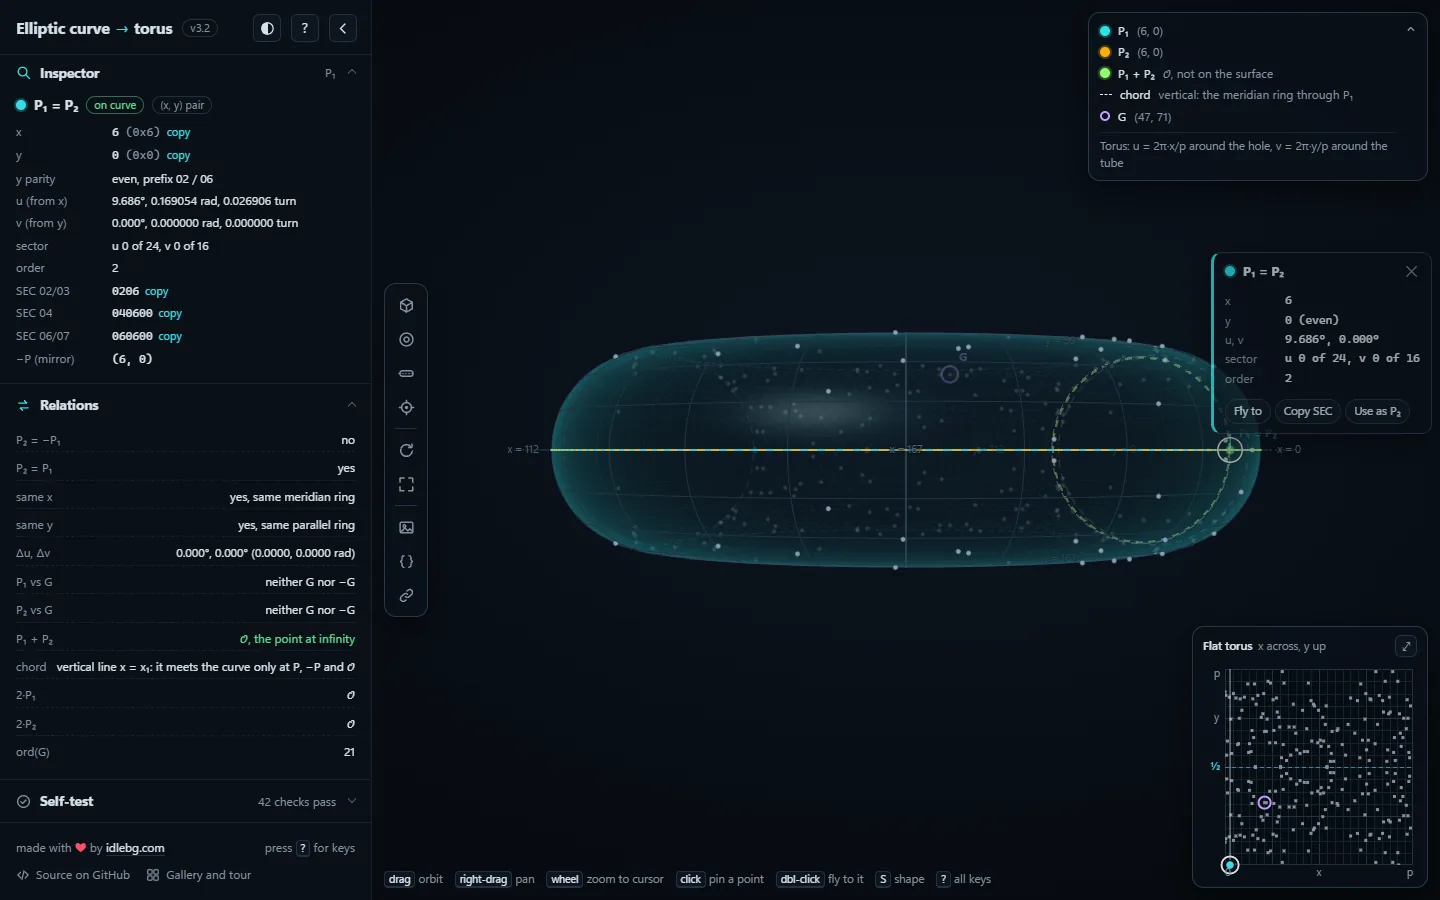 Elliptic curve → torus v3.2 ?
Inspector P₁
P₁ = P₂ on curve (x, y) pair
x 6 (0x6) copy
y 0 (0x0) copy
y parity even, prefix 02 / 06
u (from x) 9.686°, 0.169054 rad, 0.026906 turn
v (from y) 0.000°, 0.000000 rad, 0.000000 turn
sector u 0 of 24, v 0 of 16
order 2
SEC 02/03 0206 copy
SEC 04 040600 copy
SEC 06/07 060600 copy
−P (mirror) (6, 0)
Relations
P₂ = −P₁ no
P₂ = P₁ yes
same x yes, same meridian ring
same y yes, same parallel ring
Δu, Δv 0.000°, 0.000° (0.0000, 0.0000 rad)
P₁ vs G neither G nor −G
P₂ vs G neither G nor −G
P₁ + P₂ 𝒪, the point at infinity
chord vertical line x = x₁: it meets the curve only at P, −P and 𝒪
2·P₁ 𝒪
2·P₂ 𝒪
ord(G) 21
Self-test 42 checks pass
made with ❤ by idlebg.com press ? for keys
Source on GitHub Gallery and tour
P₁ (6, 0)
P₂ (6, 0)
P₁ + P₂ 𝒪, not on the surface
chord vertical: the meridian ring through P₁
G (47, 71)
Torus: u = 2π·x/p around the hole, v = 2π·y/p around the
tube
P₁ = P₂
x 6
y 0 (even)
u, v 9.686°, 0.000°
sector u 0 of 24, v 0 of 16
order 2
Fly to Copy SEC Use as P₂
G
x = 112 x = 167 x = 0
Flat torus x across, y up
p
y
½
x p
drag orbit right-drag pan wheel zoom to cursor click pin a point dbl-click fly to it S shape ? all keys